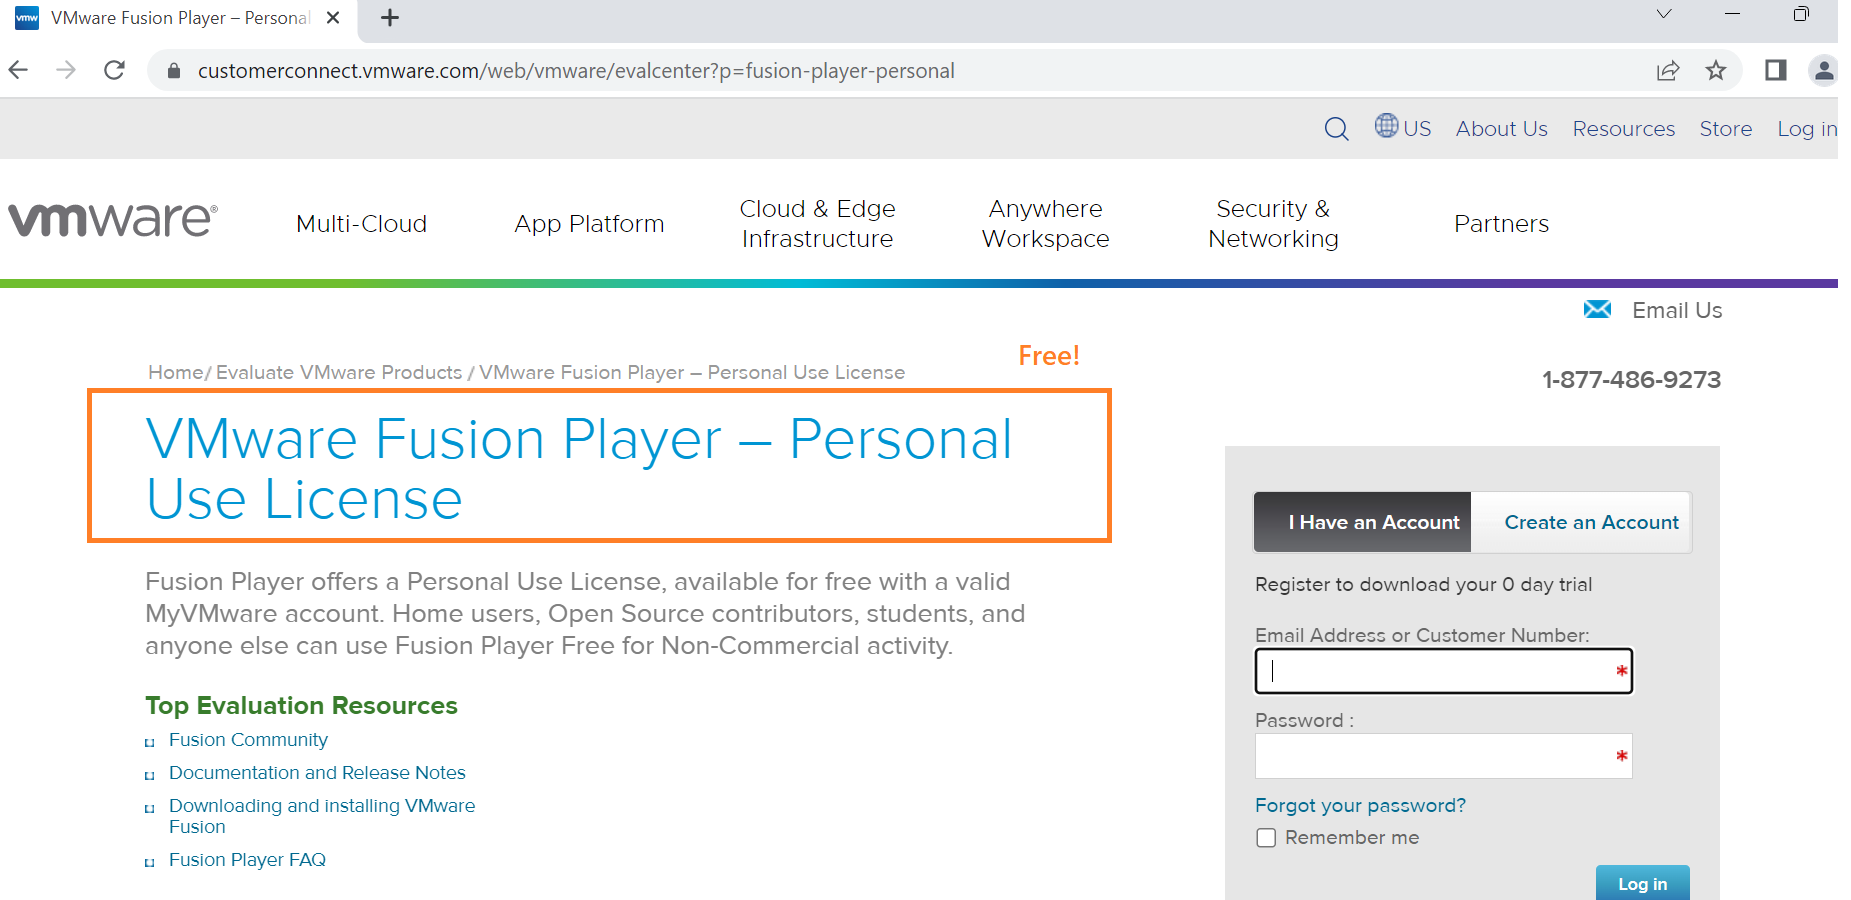 vmw VMware Fusion Player – Personal
customerconnect.vmware.com/web/vmware/evalcenter?p=fusion-player-personal
US About Us Resources Store Log in
vmware®
Multi-Cloud
App Platform
Cloud & Edge
Infrastructure
Anywhere
Workspace
Security &
Networking
Partners
Email Us
1-877-486-9273
Home/ Evaluate VMware Products / VMware Fusion Player – Personal Use License
Free!
VMware Fusion Player – Personal
Use License
Fusion Player offers a Personal Use License, available for free with a valid
MyVMware account. Home users, Open Source contributors, students, and
anyone else can use Fusion Player Free for Non-Commercial activity.
Top Evaluation Resources
Fusion Community
Documentation and Release Notes
Downloading and installing VMware
Fusion
Fusion Player FAQ
I Have an Account
Create an Account
Register to download your 0 day trial
Email Address or Customer Number:
*
Password :
*
Forgot your password?
Remember me
Log in